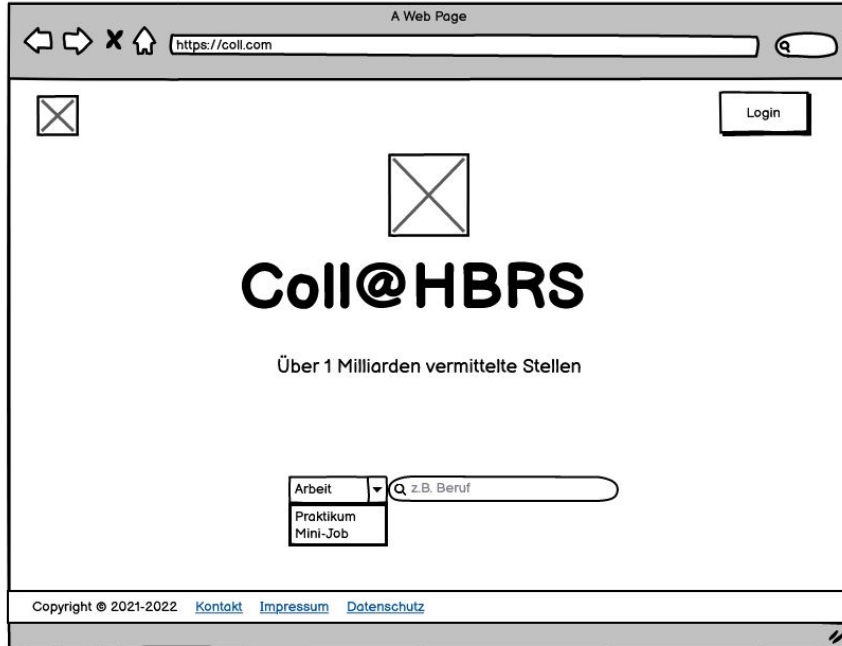 A Web Page
https://coll.com
Login
Coll@HBRS
Über 1 Milliarden vermittelte Stellen
Arbeit z.B. Beruf
Praktikum
Mini-Job
Copyright © 2021-2022 Kontakt Impressum Datenschutz